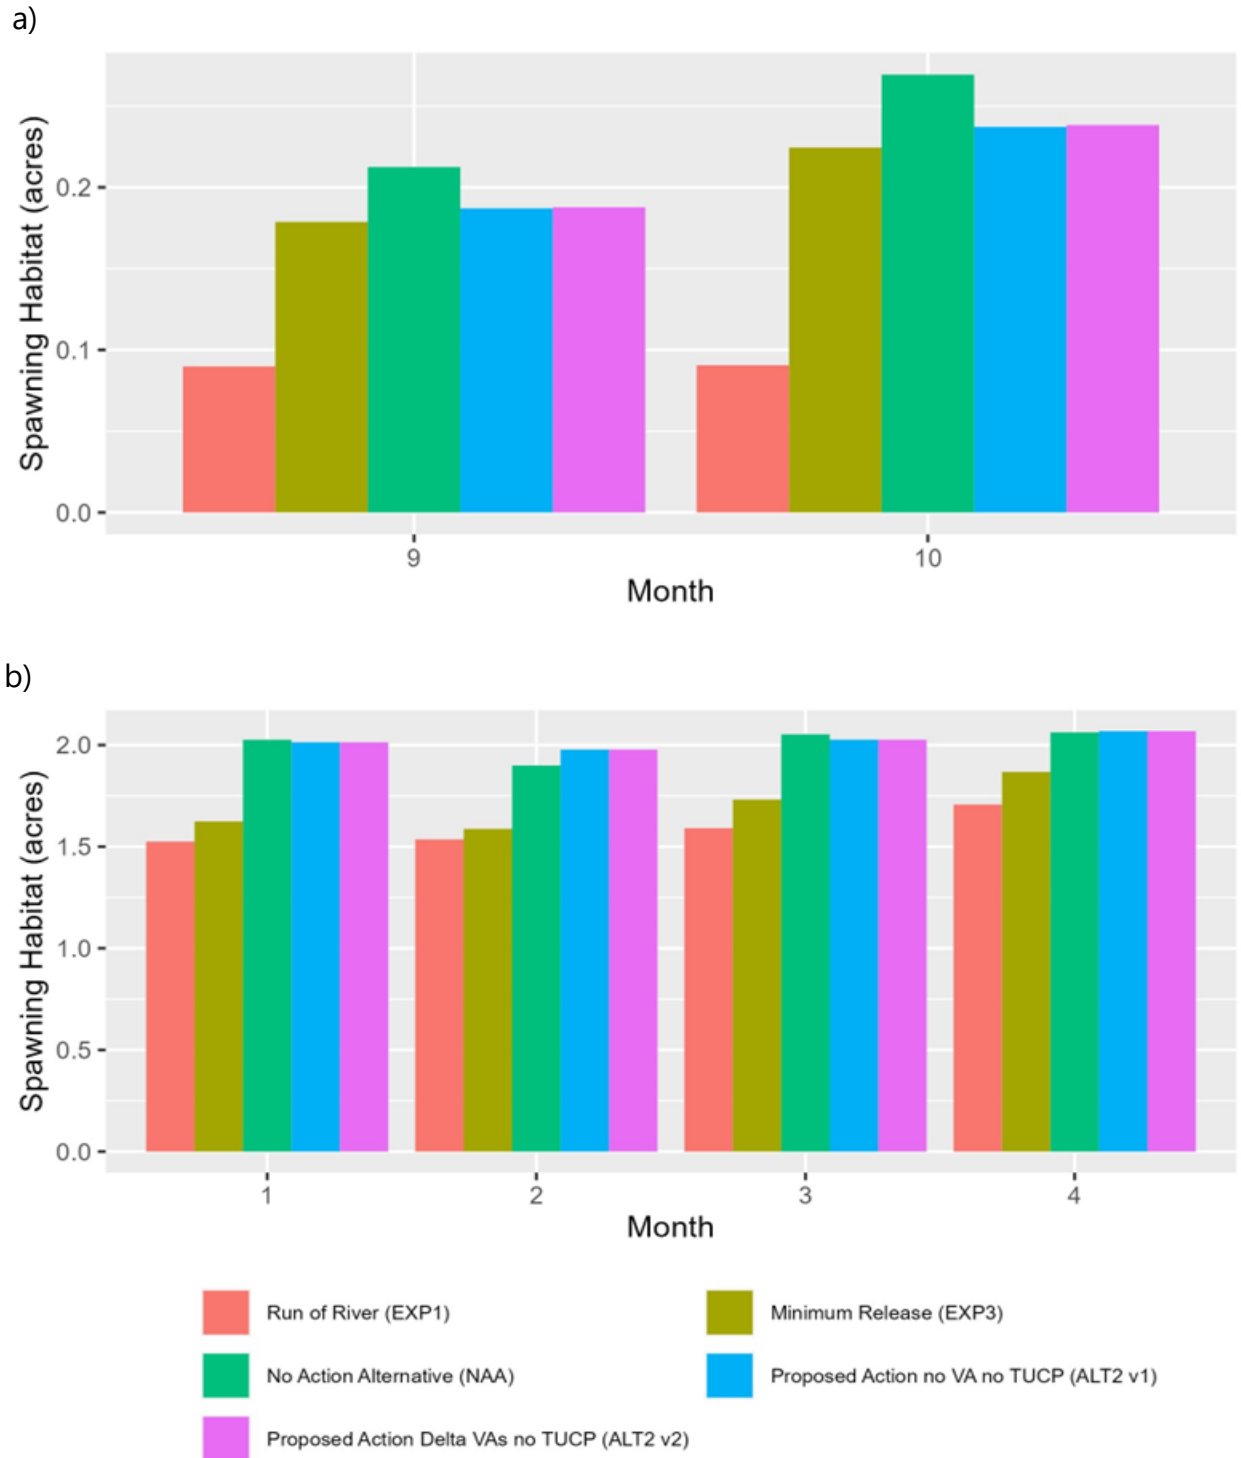 a)
Spawning Habitat (acres)
0.2
0.1
0.0
9 10
Month
b)
Spawning Habitat (acres)
2.0
1.5
1.0
0.5
0.0
1 2 3 4
Month
Run of River (EXP1) Minimum Release (EXP3)
No Action Alternative (NAA) Proposed Action no VA no TUCP (ALT2 v1)
Proposed Action Delta VAs no TUCP (ALT2 v2)